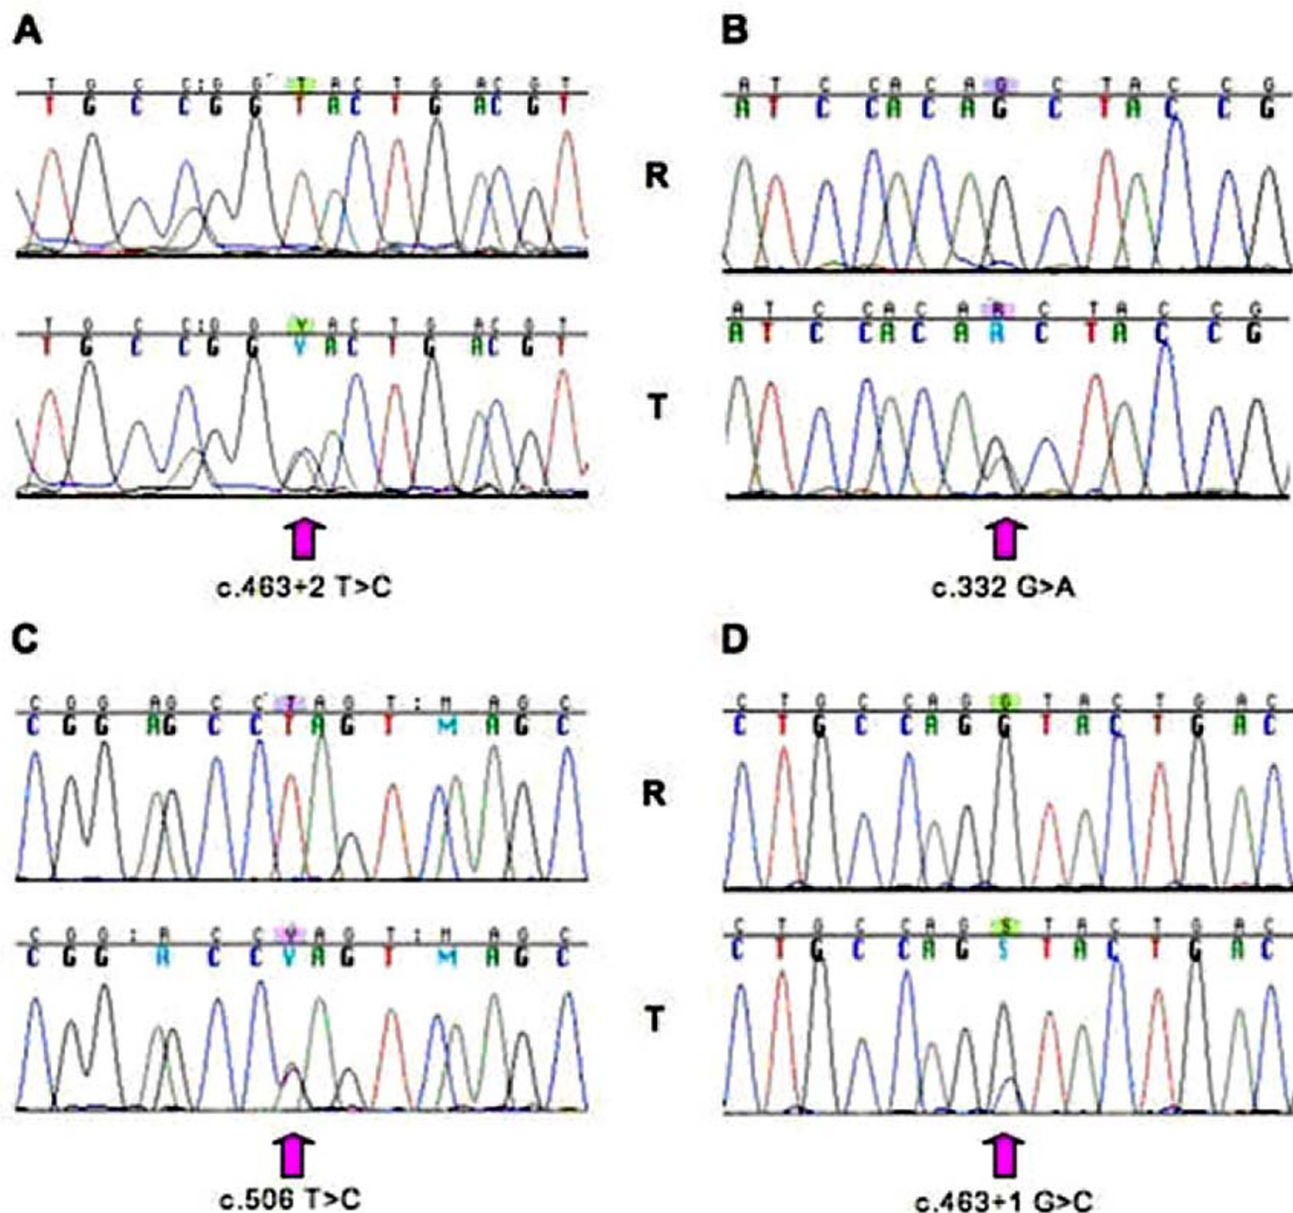 A
T G C C : G G T A C T G A C G T
T G C C G G T A C T G A C G T
T G C C : G G Y A C T G A C G T
T G C C G G Y A C T G A C G T
c.463+2 T>C
B
A T C C A C A G C T A C C G
A T C C A C A G C T A C C G
A T C C A C A R C T A C C G
A T C C A C A R C T A C C G
c.332 G>A
R
T
C
C G G A G C C T A G T : M A G C
C G G A G C C T A G T M A G C
C G G : R C C Y A G T : M A G C
C G G R C C Y A G T M A G C
c.506 T>C
D
C T G C C A G G T A C T G A C
C T G C C A G G T A C T G A C
C T G C C A G S T A C T G A C
C T G C C A G S T A C T G A C
c.463+1 G>C
R
T